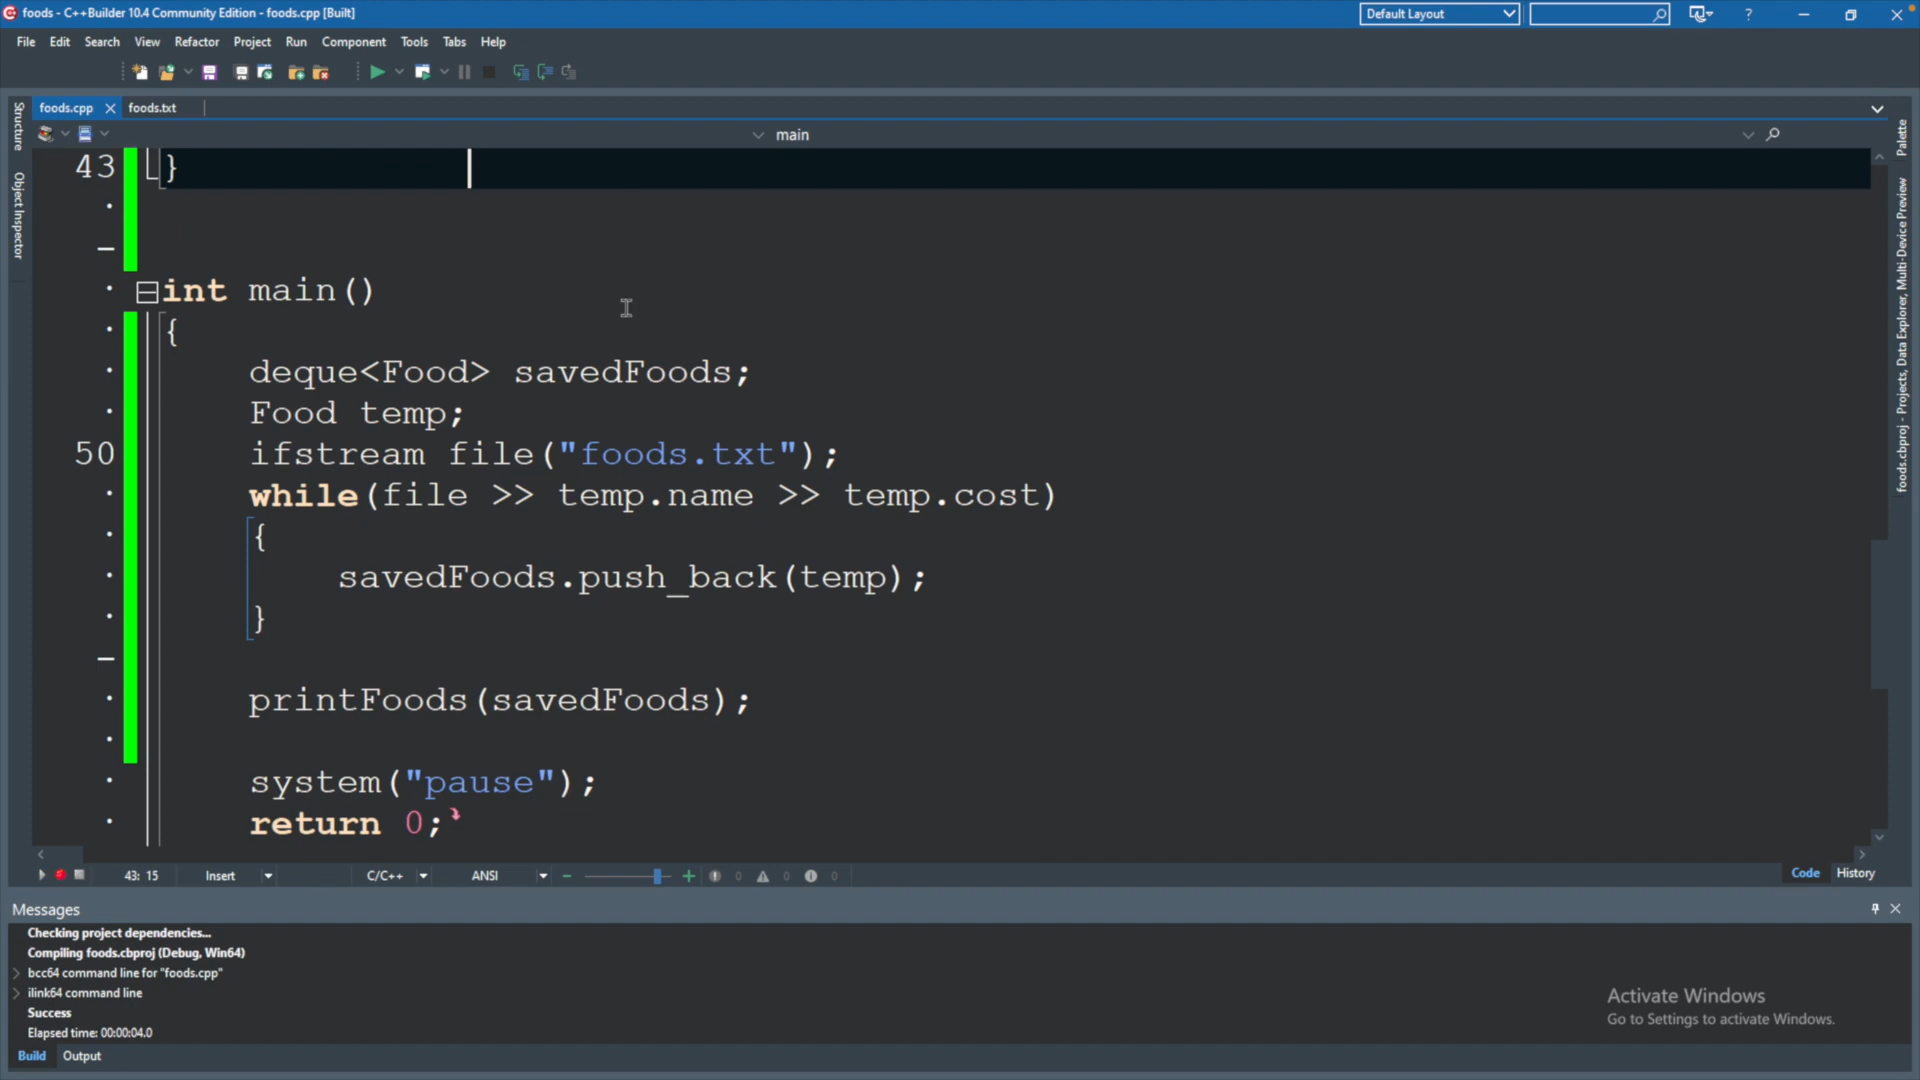 foods - C++Builder 10.4 Community Edition - foods.cpp [Built]
Default Layout
?
File Edit Search View Refactor Project Run Component Tools Tabs Help
foods.cpp foods.txt
main
Structure
Object Inspector
Palette
foods.cbproj - Projects, Data Explorer, Multi-Device Preview
43 }
int main()
{
deque<Food> savedFoods;
Food temp;
50 ifstream file("foods.txt");
while(file >> temp.name >> temp.cost)
{
savedFoods.push_back(temp);
}
printFoods(savedFoods);
system("pause");
return 0;
43: 15 Insert C/C++ ANSI 0 0 0
Code History
Messages
Checking project dependencies...
Compiling foods.cbproj (Debug, Win64)
bcc64 command line for "foods.cpp"
ilink64 command line
Success
Elapsed time: 00:00:04.0
Activate Windows
Go to Settings to activate Windows.
Build Output